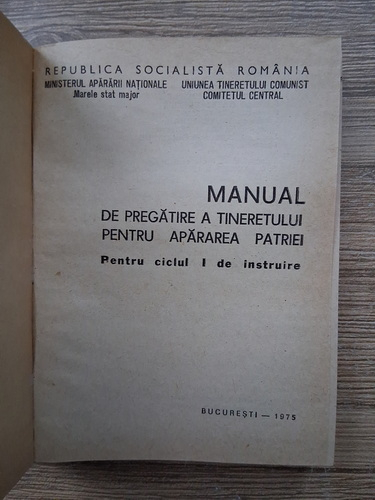 REPUBLICA SOCIALISTĂ ROMÂNIA
MINISTERUL APĂRĂRII NAȚIONALE
Marele stat major
UNIUNEA TINERETULUI COMUNIST
COMITETUL CENTRAL
MANUAL
DE PREGĂTIRE A TINERETULUI
PENTRU APĂRAREA PATRIEI
Pentru ciclul I de instruire
BUCUREȘTI — 1975